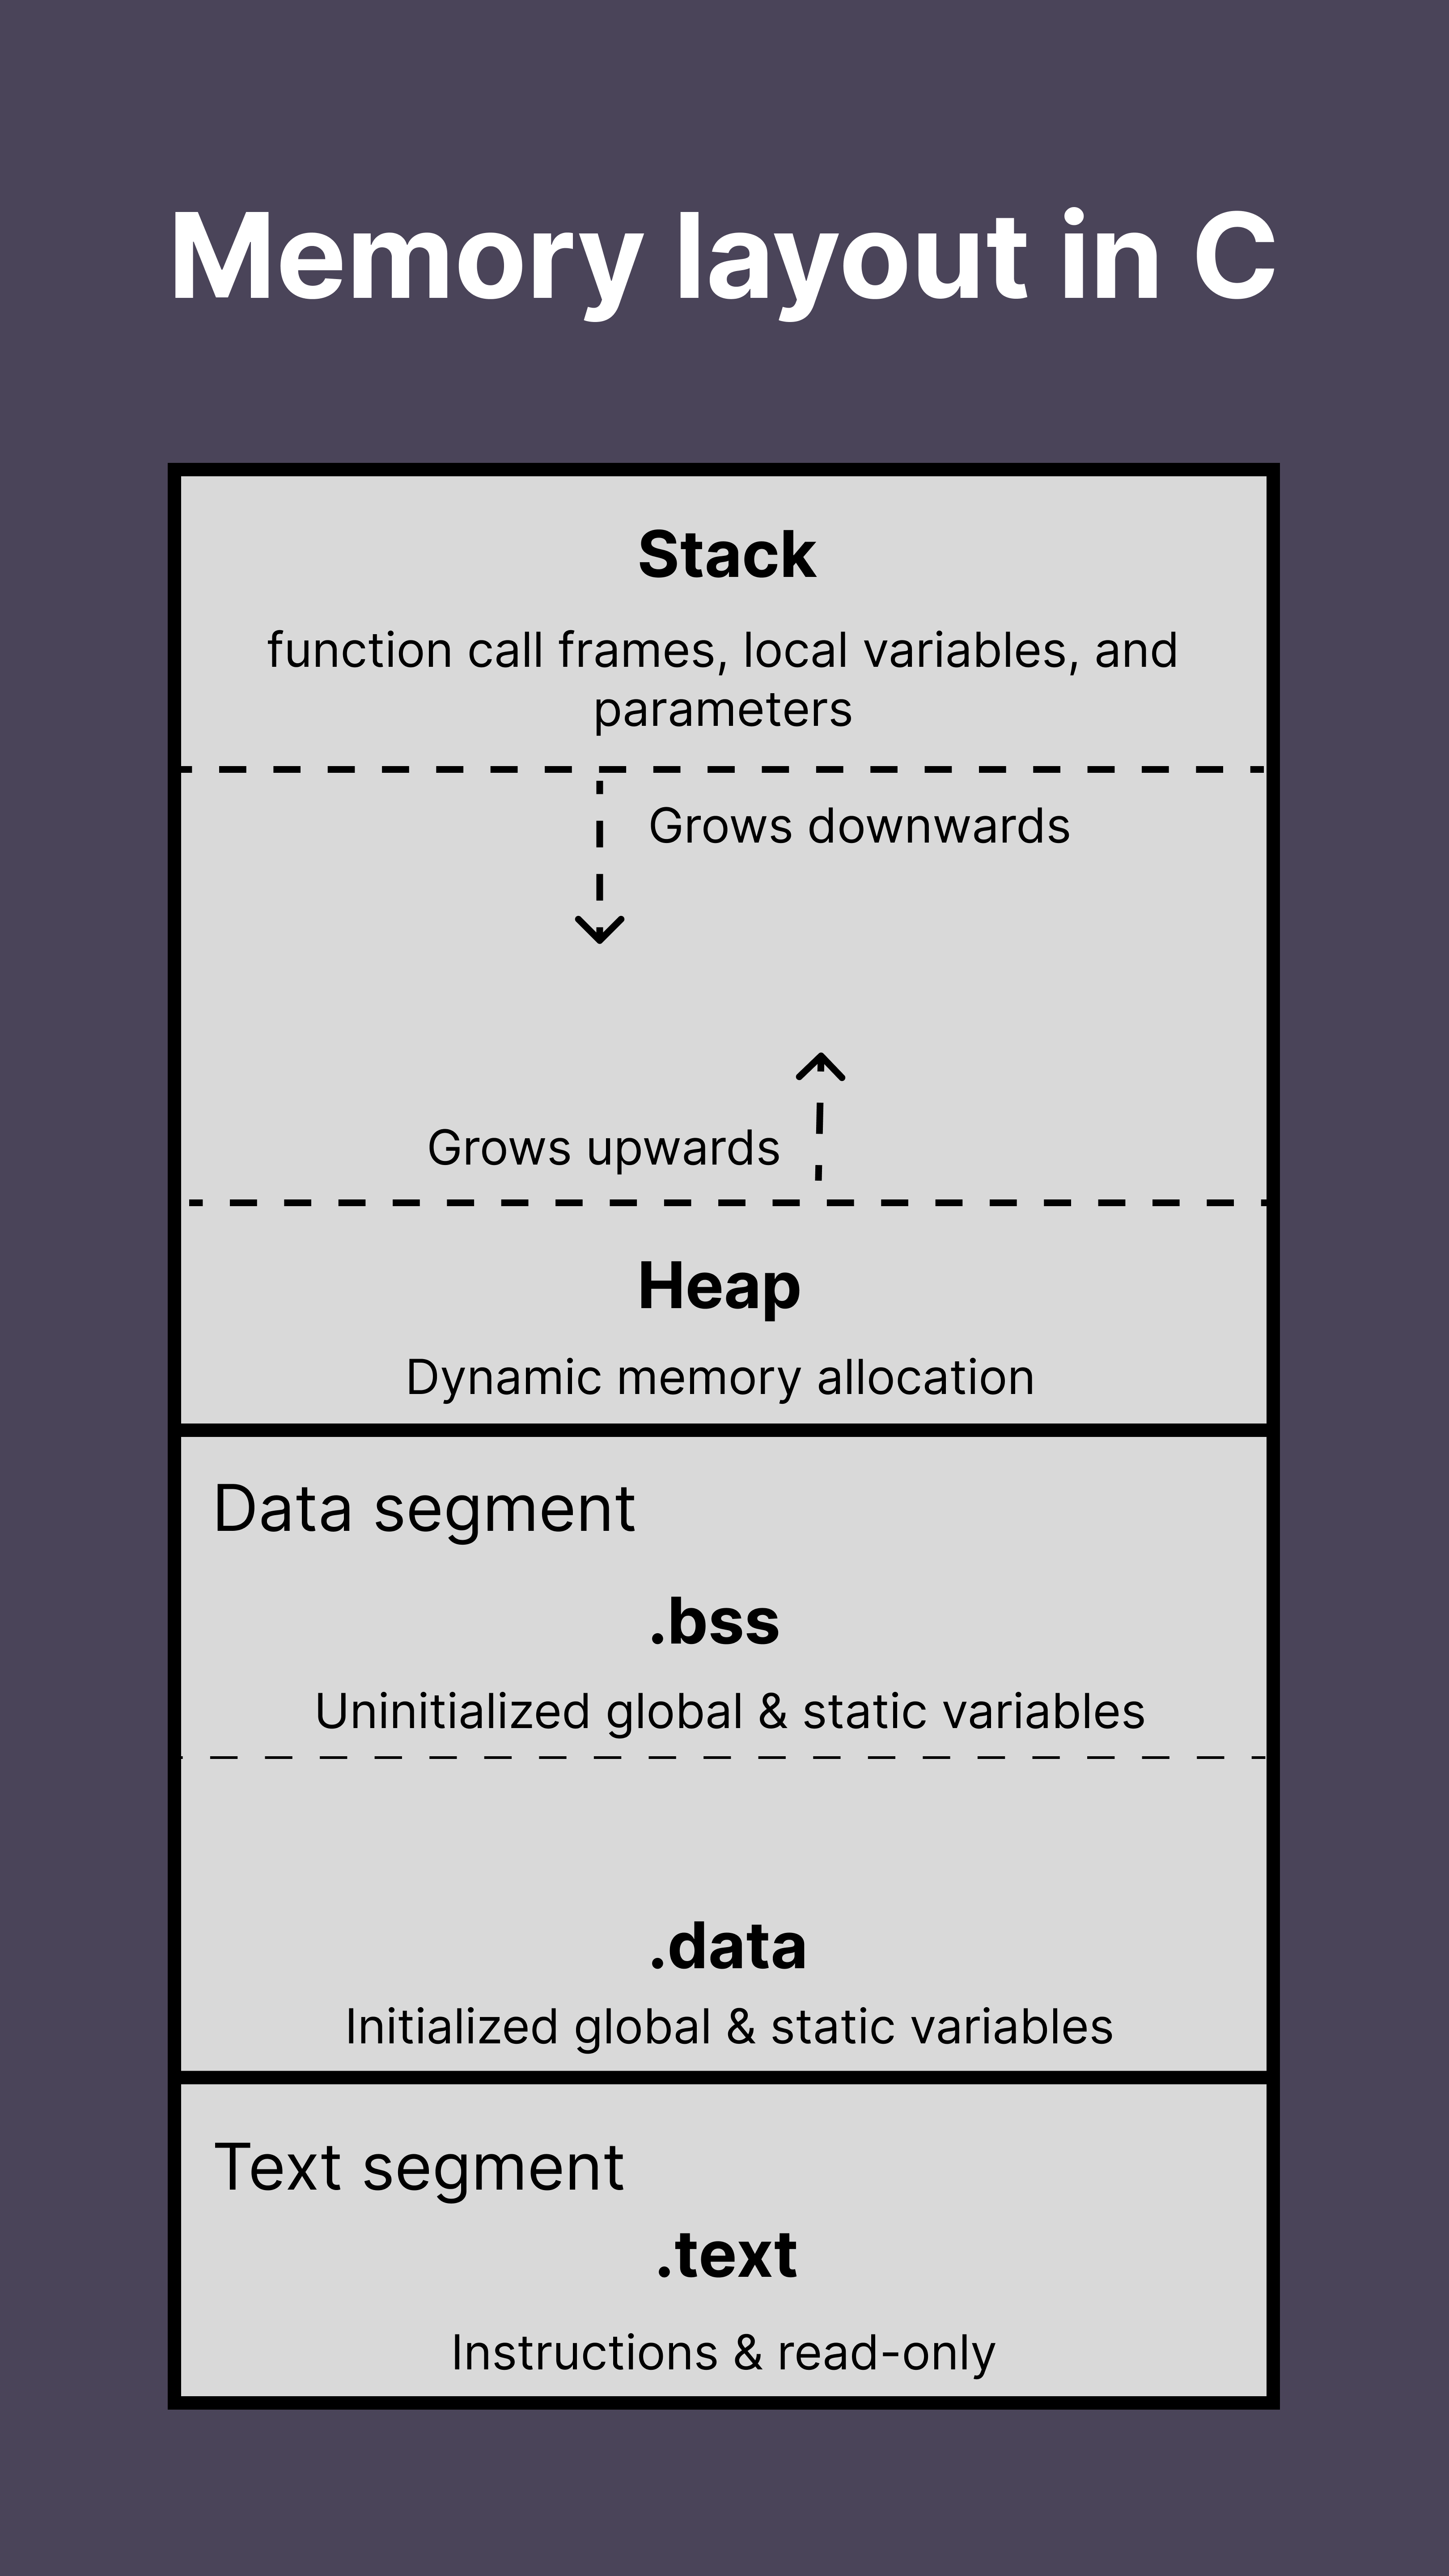 Memory layout in C
Stack
function call frames, local variables, and
parameters
Grows downwards
Grows upwards
Heap
Dynamic memory allocation
Data segment
.bss
Uninitialized global & static variables
.data
Initialized global & static variables
Text segment
.text
Instructions & read-only